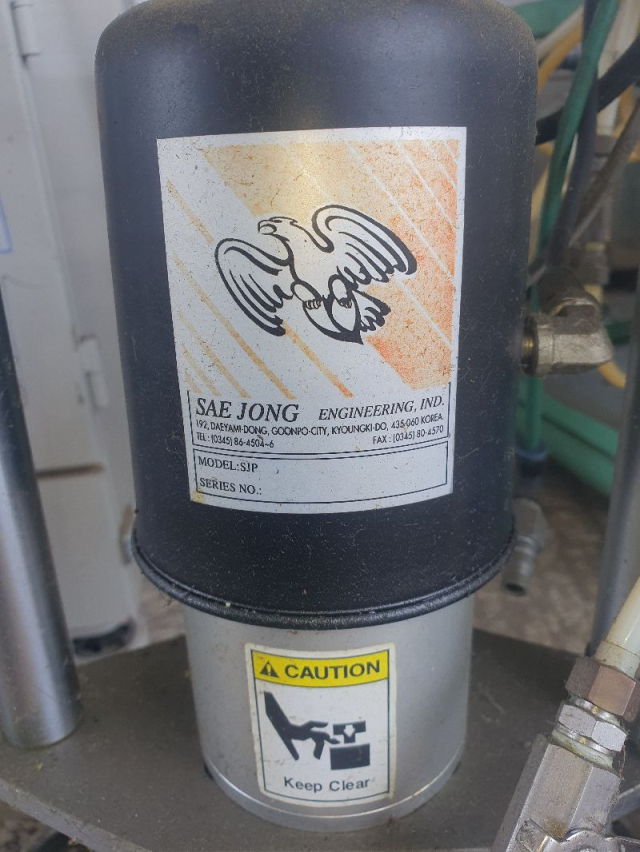 SAE JONG ENGINEERING, IND.
192, DAEYAMI-DONG, GOONPO-CITY, KYOUNGKI-DO, 435-060 KOREA.
TEL : (0345) 86-4504~6 FAX : (0345) 80-4570
MODEL:SJP
SERIES NO.:
CAUTION
Keep Clear